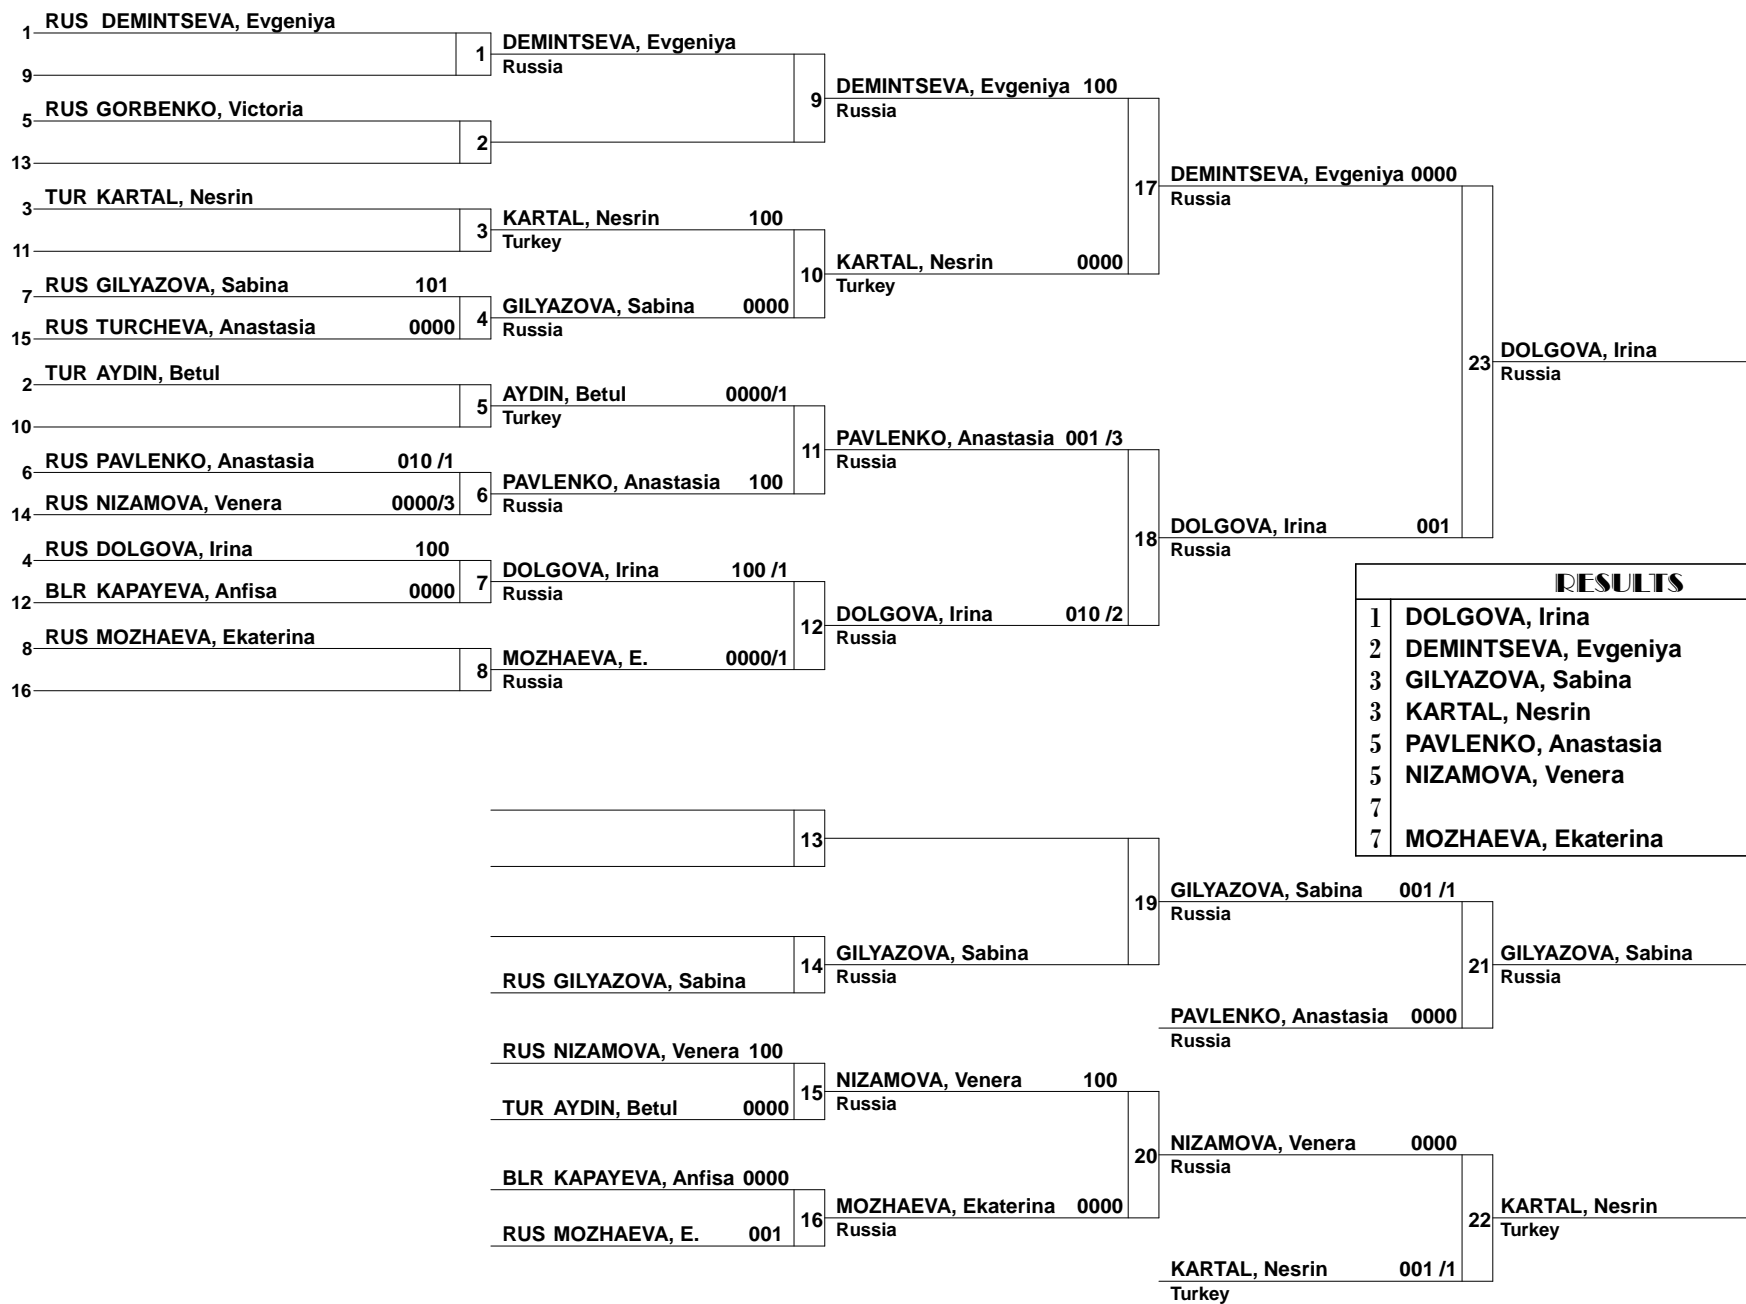 RUS DEMINTSEVA, Evgeniya
1
9
1
DEMINTSEVA, Evgeniya
Russia
RUS GORBENKO, Victoria
5
13
2
9
DEMINTSEVA, Evgeniya 100
Russia
TUR KARTAL, Nesrin
3
11
3
KARTAL, Nesrin 100
Turkey
RUS GILYAZOVA, Sabina 101
7
RUS TURCHEVA, Anastasia 0000
15
4
GILYAZOVA, Sabina 0000
Russia
10
KARTAL, Nesrin 0000
Turkey
17
DEMINTSEVA, Evgeniya 0000
Russia
TUR AYDIN, Betul
2
10
5
AYDIN, Betul 0000/1
Turkey
RUS PAVLENKO, Anastasia 010 /1
6
RUS NIZAMOVA, Venera 0000/3
14
6
PAVLENKO, Anastasia 100
Russia
11
PAVLENKO, Anastasia 001 /3
Russia
RUS DOLGOVA, Irina 100
4
BLR KAPAYEVA, Anfisa 0000
12
7
DOLGOVA, Irina 100 /1
Russia
RUS MOZHAEVA, Ekaterina
8
16
8
MOZHAEVA, E. 0000/1
Russia
12
DOLGOVA, Irina 010 /2
Russia
18
DOLGOVA, Irina 001
Russia
23
DOLGOVA, Irina
Russia
RESULTS
1 DOLGOVA, Irina
2 DEMINTSEVA, Evgeniya
3 GILYAZOVA, Sabina
3 KARTAL, Nesrin
5 PAVLENKO, Anastasia
5 NIZAMOVA, Venera
7
7 MOZHAEVA, Ekaterina
13
RUS GILYAZOVA, Sabina
14
GILYAZOVA, Sabina
Russia
19
GILYAZOVA, Sabina 001 /1
Russia
PAVLENKO, Anastasia 0000
Russia
21
GILYAZOVA, Sabina
Russia
RUS NIZAMOVA, Venera 100
TUR AYDIN, Betul 0000
15
NIZAMOVA, Venera 100
Russia
BLR KAPAYEVA, Anfisa 0000
RUS MOZHAEVA, E. 001
16
MOZHAEVA, Ekaterina 0000
Russia
20
NIZAMOVA, Venera 0000
Russia
KARTAL, Nesrin 001 /1
Turkey
22
KARTAL, Nesrin
Turkey